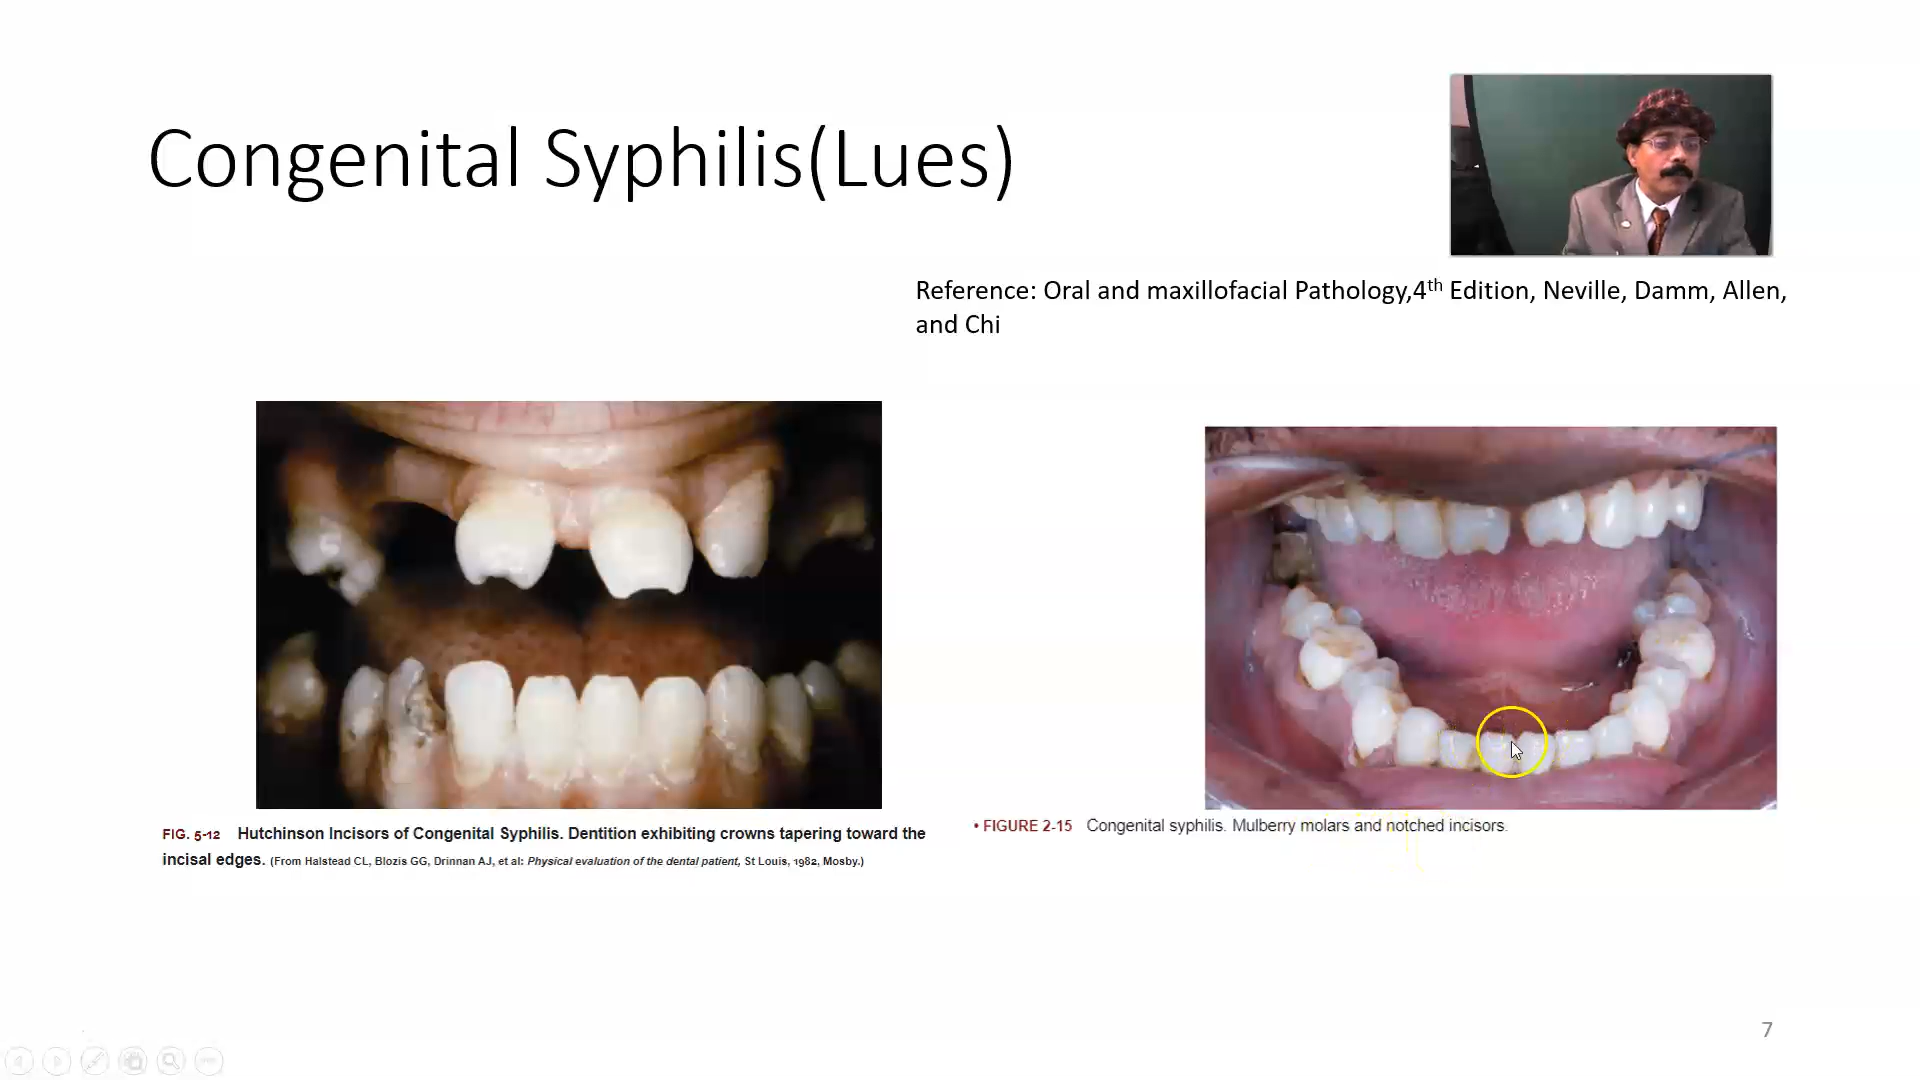 Congenital Syphilis(Lues)
Reference: Oral and maxillofacial Pathology,4th Edition, Neville, Damm, Allen,
and Chi
FIG. 5-12 Hutchinson Incisors of Congenital Syphilis. Dentition exhibiting crowns tapering toward the
incisal edges. (From Halstead CL, Blozis GG, Drinnan AJ, et al: Physical evaluation of the dental patient, St Louis, 1982, Mosby.)
• FIGURE 2-15 Congenital syphilis. Mulberry molars and notched incisors.
7